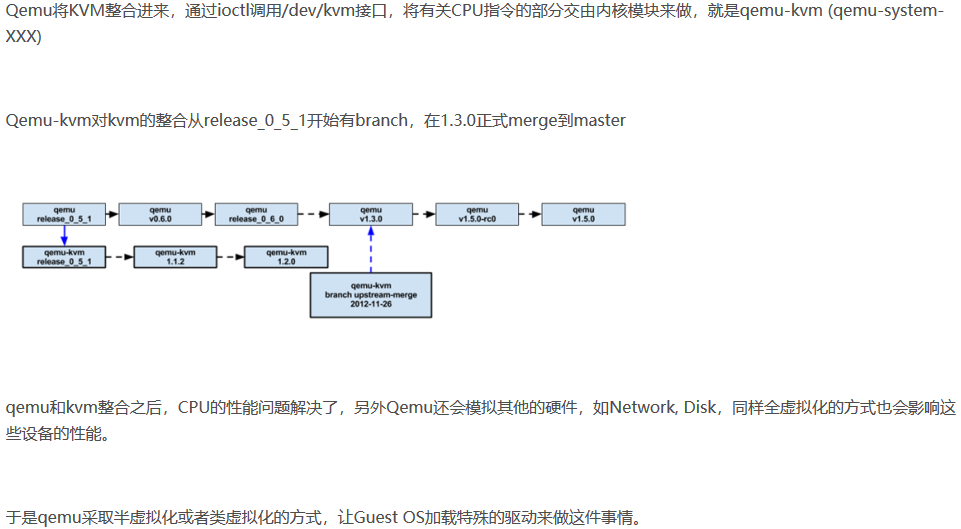 Qemu将KVM整合进来，通过ioctl调用/dev/kvm接口，将有关CPU指令的部分交由内核模块来做，就是qemu-kvm (qemu-system-
XXX)
Qemu-kvm对kvm的整合从release_0_5_1开始有branch，在1.3.0正式merge到master
qemu
release_0_5_1
qemu
v0.6.0
qemu
release_0_6_0
qemu
v1.3.0
qemu
v1.5.0-rc0
qemu
v1.5.0
qemu-kvm
release_0_5_1
qemu-kvm
1.1.2
qemu-kvm
1.2.0
qemu-kvm
branch upstream-merge
2012-11-26
qemu和kvm整合之后，CPU的性能问题解决了，另外Qemu还会模拟其他的硬件，如Network, Disk，同样全虚拟化的方式也会影响这
些设备的性能。
于是qemu采取半虚拟化或者类虚拟化的方式，让Guest OS加载特殊的驱动来做这件事情。